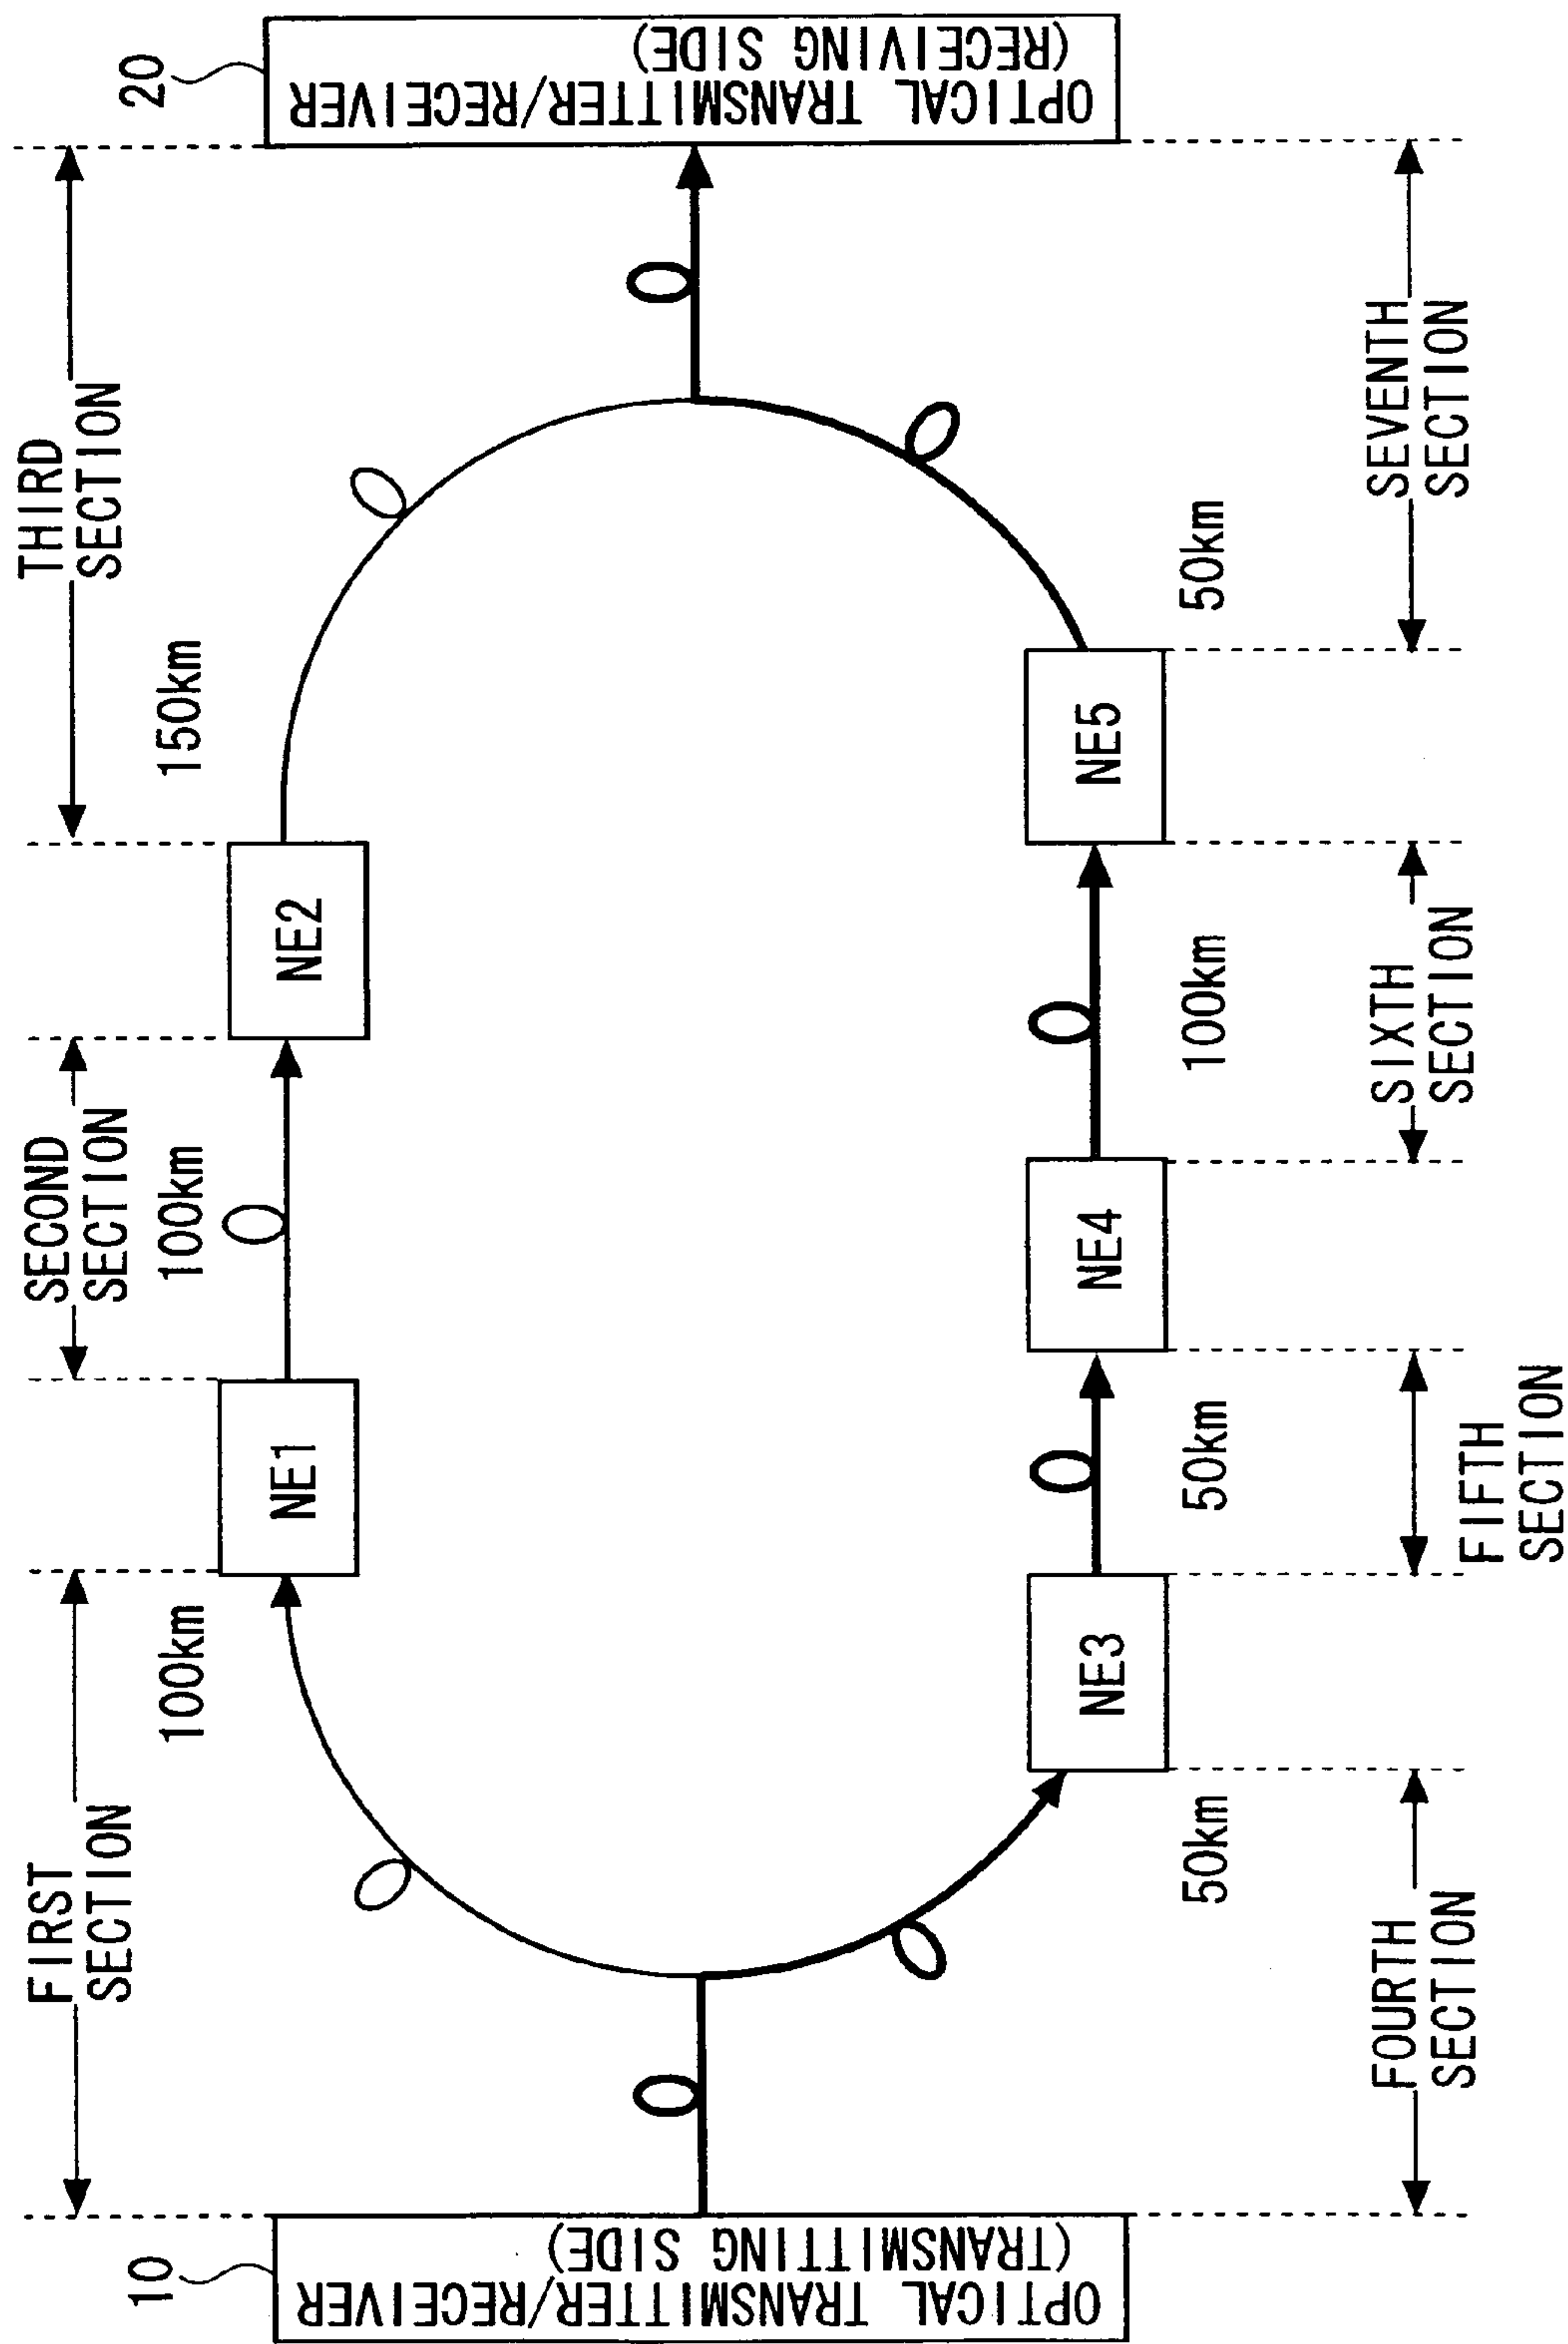 FIRST
SECTION
SECOND
SECTION
THIRD
SECTION
10
100km
100km
150km
20
NE1
NE2
OPTICAL TRANSMITTER/RECEIVER
(TRANSMITTING SIDE)
OPTICAL TRANSMITTER/RECEIVER
(RECEIVING SIDE)
NE3
NE4
NE5
50km
50km
100km
50km
FOURTH
SECTION
FIFTH
SECTION
SIXTH
SECTION
SEVENTH
SECTION